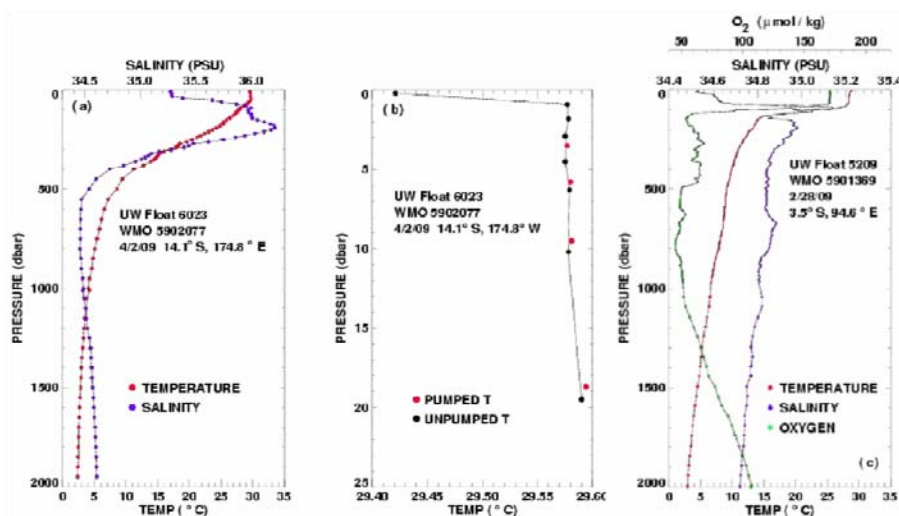 SALINITY (PSU)
34.5 35.0 35.5 36.0
(a)
0
500
1000
1500
2000
PRESSURE (dbar)
UW Float 6023
WMO 5902077
4/2/09 14.1° S, 174.8° E
TEMPERATURE
SALINITY
0 5 10 15 20 25 30 35
TEMP (° C)
(b)
0
5
10
15
20
25
PRESSURE (dbar)
UW Float 6023
WMO 5902077
4/2/09 14.1° S, 174.8° W
PUMPED T
UNPUMPED T
29.40 29.45 29.50 29.55 29.60
TEMP (° C)
O2 (μmol / kg)
50 100 150 200
SALINITY (PSU)
34.4 34.6 34.8 35.0 35.2 35.4
0
500
1000
1500
2000
PRESSURE (dbar)
UW Float 5209
WMO 5901369
2/28/09
3.5° S, 94.6° E
TEMPERATURE
SALINITY
OXYGEN
(c)
0 5 10 15 20 25 30 35
TEMP (° C)